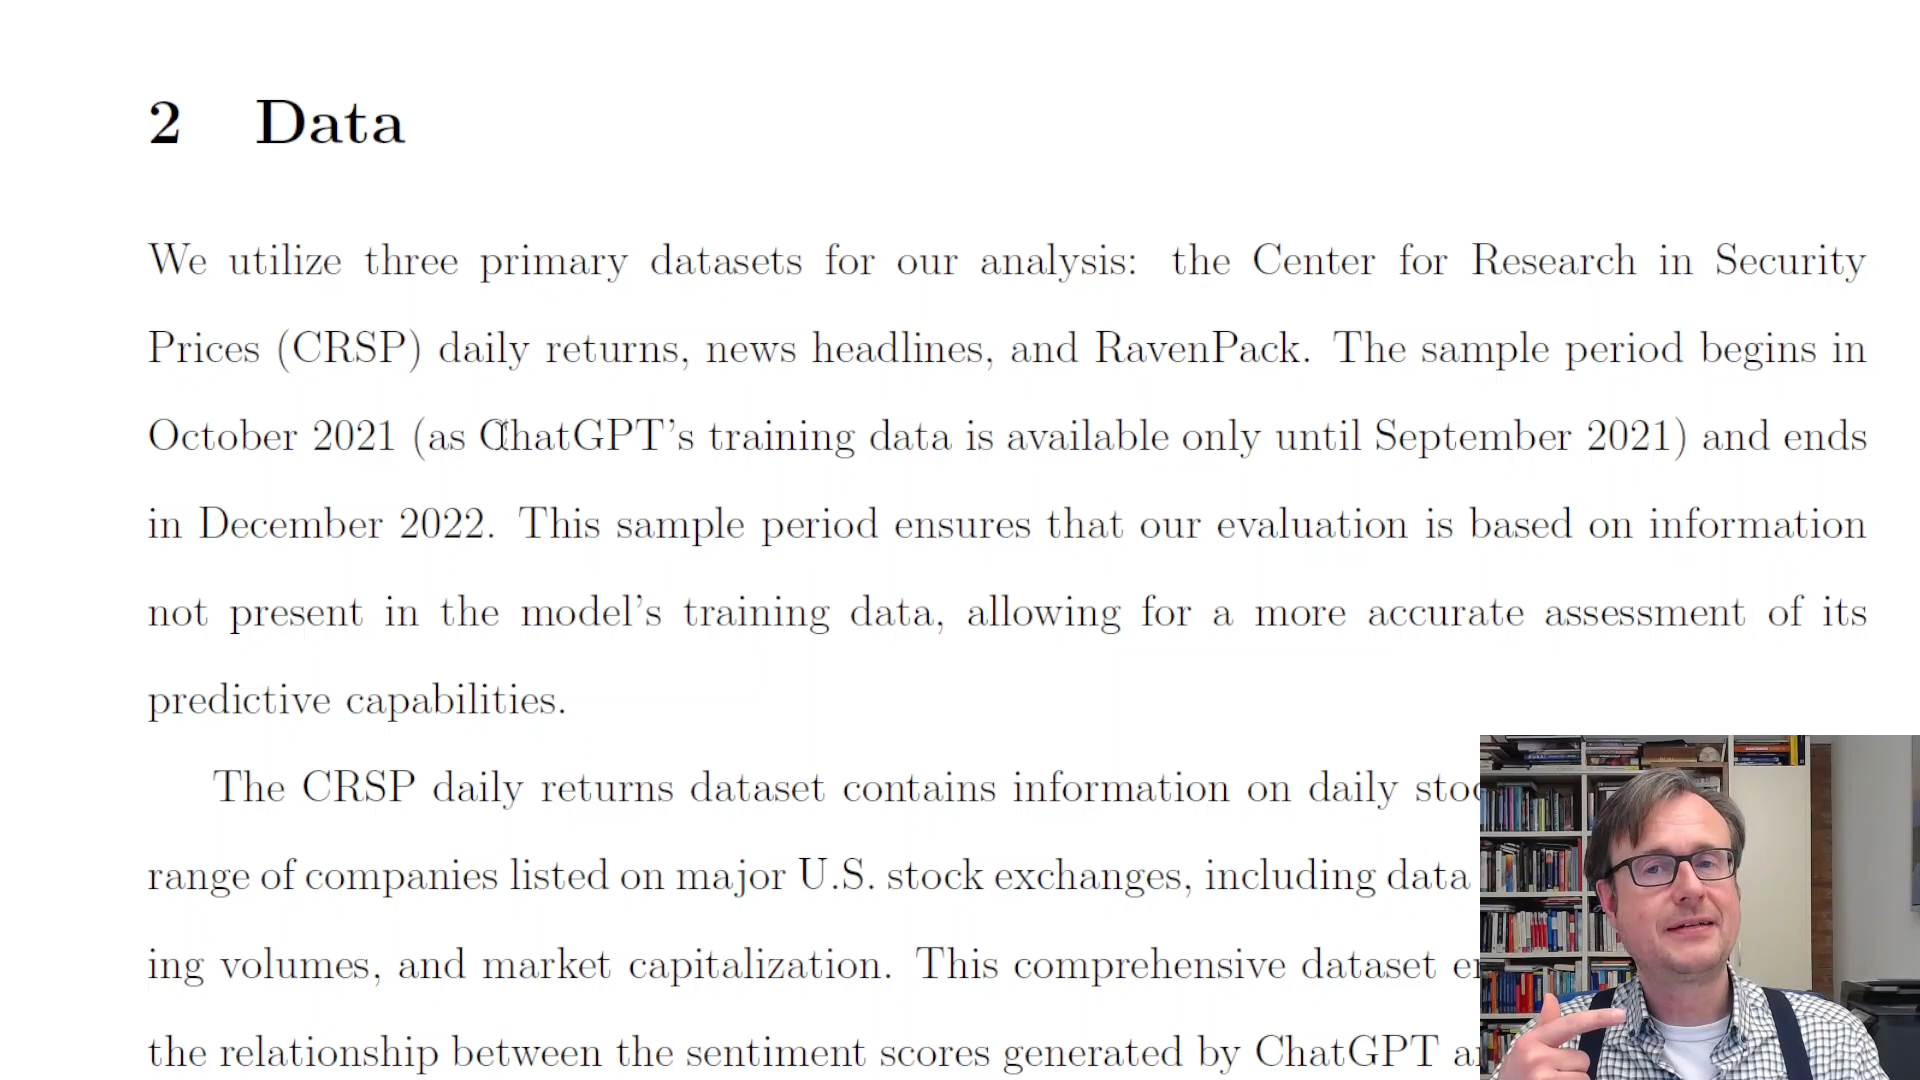 2 Data
We utilize three primary datasets for our analysis: the Center for Research in Security
Prices (CRSP) daily returns, news headlines, and RavenPack. The sample period begins in
October 2021 (as ChatGPT's training data is available only until September 2021) and ends
in December 2022. This sample period ensures that our evaluation is based on information
not present in the model's training data, allowing for a more accurate assessment of its
predictive capabilities.
The CRSP daily returns dataset contains information on daily
range of companies listed on major U.S. stock exchanges, including data
ing volumes, and market capitalization. This comprehensive dataset
the relationship between the sentiment scores generated by ChatGPT